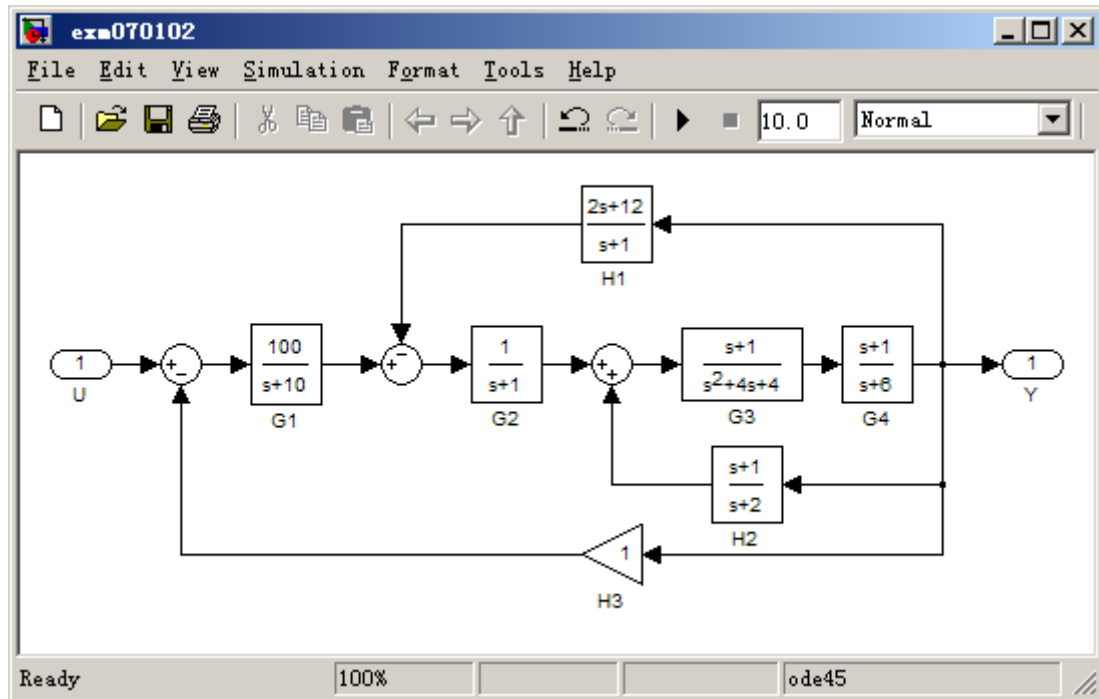 exm070102
File Edit View Simulation Format Tools Help
10.0 Normal
2s+12
s+1
H1
1
U
+
−
100
s+10
G1
+
−
1
s+1
G2
+
+
s+1
s²+4s+4
G3
s+1
s+6
G4
1
Y
s+1
s+2
H2
1
H3
Ready 100% ode45